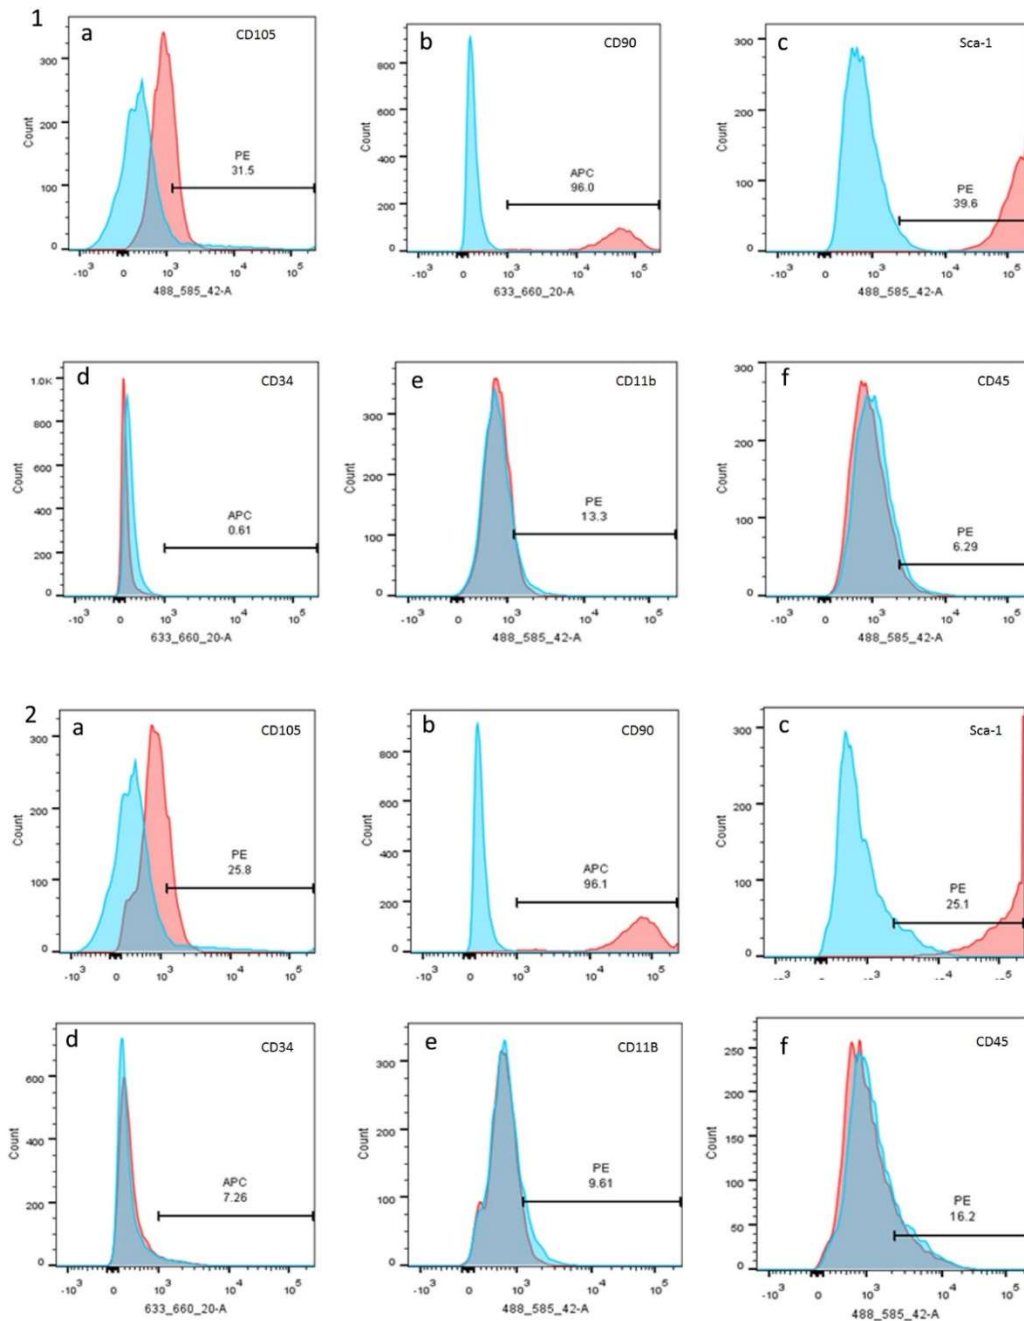 1
a
CD105
300
200
100
0
Count
PE
31.5
-10³ 0 10³ 10⁴ 10⁵
488_585_42-A
b
CD90
800
600
400
200
0
Count
APC
96.0
-10³ 0 10³ 10⁴ 10⁵
633_660_20-A
c
Sca-1
300
200
100
0
Count
PE
39.6
-10³ 0 10³ 10⁴ 10⁵
488_585_42-A
d
CD34
1.0K
800
600
400
200
0
Count
APC
0.61
-10³ 0 10³ 10⁴ 10⁵
633_660_20-A
e
CD11b
300
200
100
0
Count
PE
13.3
-10³ 0 10³ 10⁴ 10⁵
488_585_42-A
f
CD45
300
200
100
0
Count
PE
6.29
-10³ 0 10³ 10⁴ 10⁵
488_585_42-A
2
a
CD105
300
200
100
0
Count
PE
25.8
-10³ 0 10³ 10⁴ 10⁵
b
CD90
800
600
400
200
0
Count
APC
96.1
-10³ 0 10³ 10⁴ 10⁵
c
Sca-1
300
200
100
0
Count
PE
25.1
d
CD34
600
400
200
0
Count
APC
7.26
-10³ 0 10³ 10⁴ 10⁵
633_660_20-A
e
CD11B
300
200
100
0
Count
PE
9.61
-10³ 0 10³ 10⁴ 10⁵
488_585_42-A
f
CD45
250
200
150
100
50
0
Count
PE
16.2
-10³ 0 10³ 10⁴ 10⁵
488_585_42-A